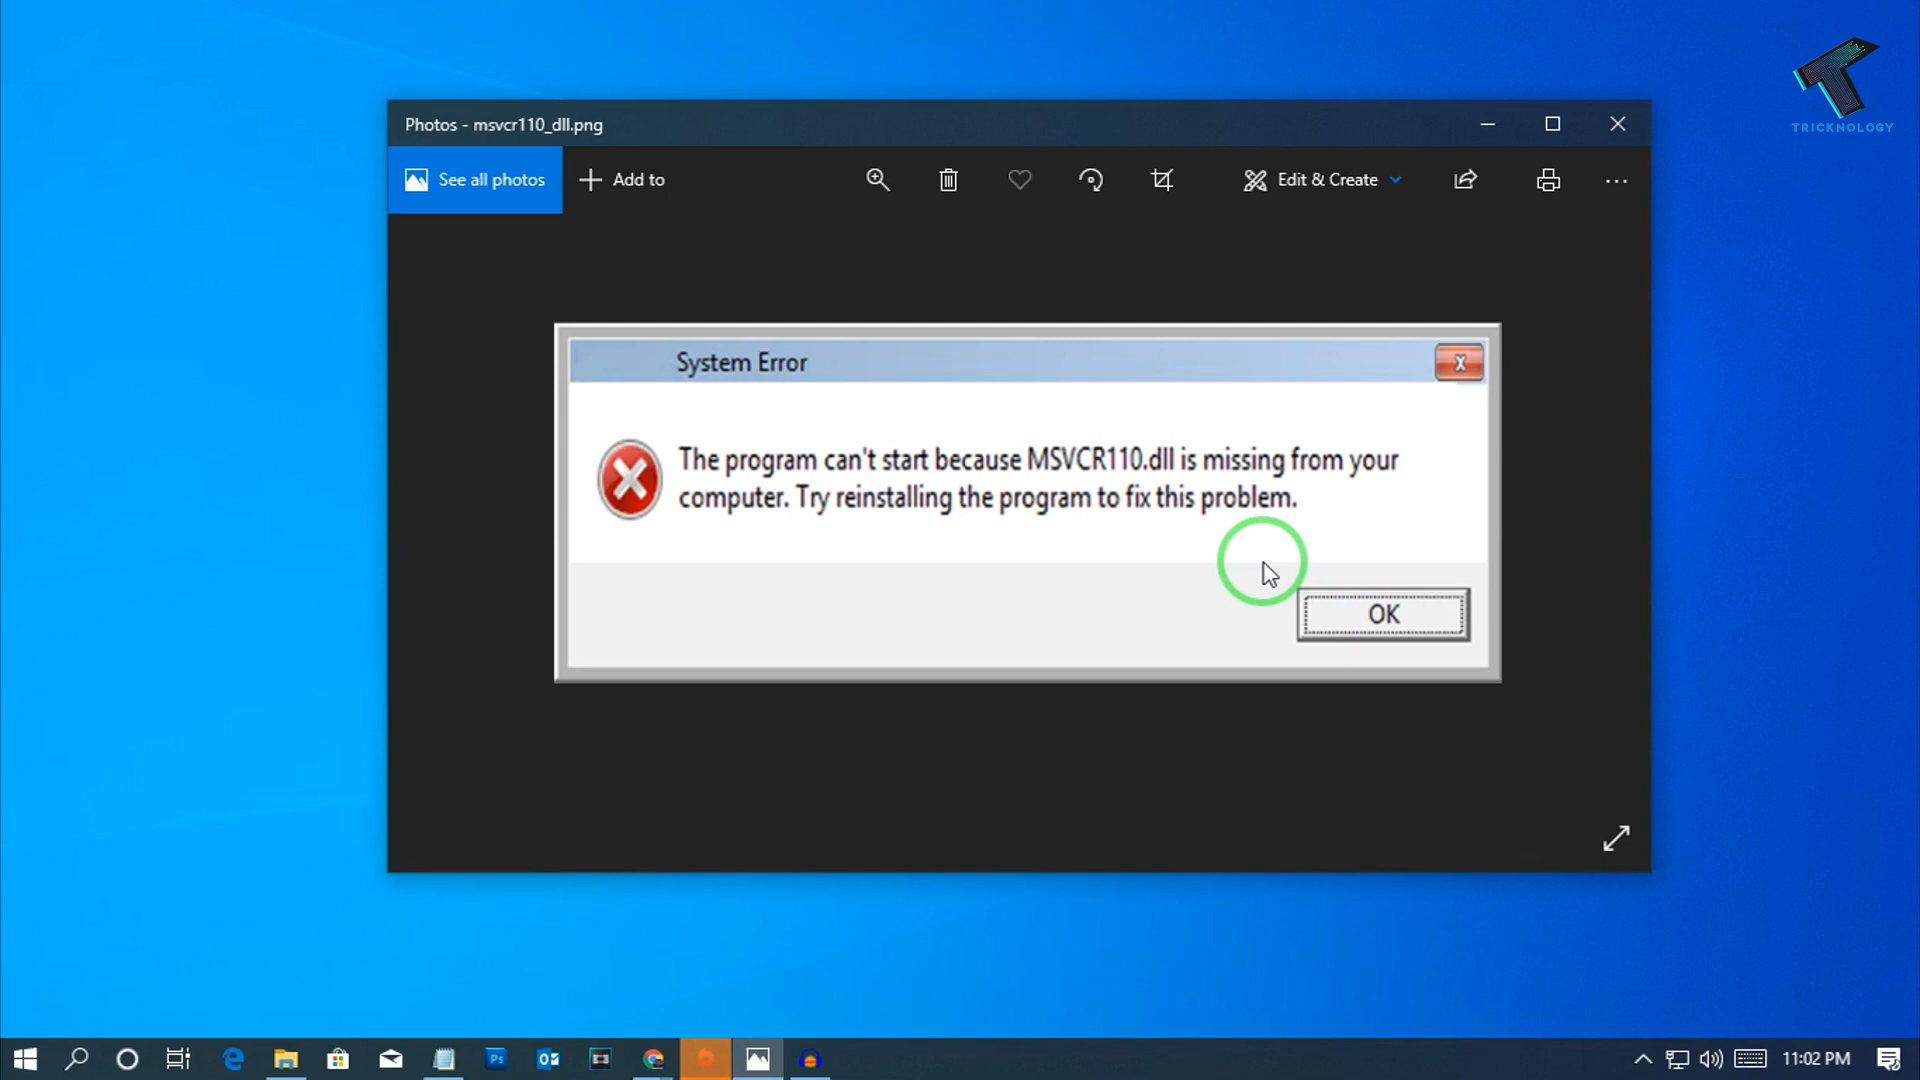 TRICKNOLOGY
Photos - msvcr110_dll.png
See all photos
Add to
Edit & Create
System Error
x
The program can't start because MSVCR110.dll is missing from your
computer. Try reinstalling the program to fix this problem.
OK
Ps
11:02 PM